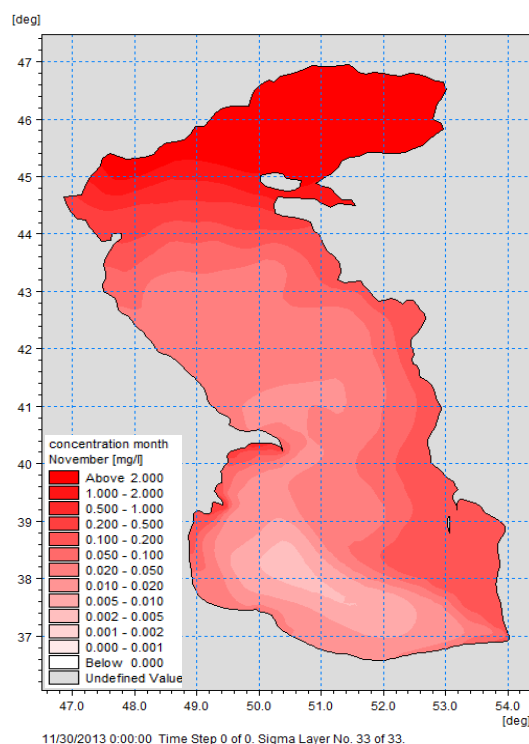 [deg]
47
46
45
44
43
42
41
40
39
38
37
concentration month
November [mg/l]
Above 2.000
1.000 - 2.000
0.500 - 1.000
0.200 - 0.500
0.100 - 0.200
0.050 - 0.100
0.020 - 0.050
0.010 - 0.020
0.005 - 0.010
0.002 - 0.005
0.001 - 0.002
0.000 - 0.001
Below 0.000
Undefined Value
47.0 48.0 49.0 50.0 51.0 52.0 53.0 54.0
[deg]
11/30/2013 0:00:00 Time Step 0 of 0. Sigma Layer No. 33 of 33.